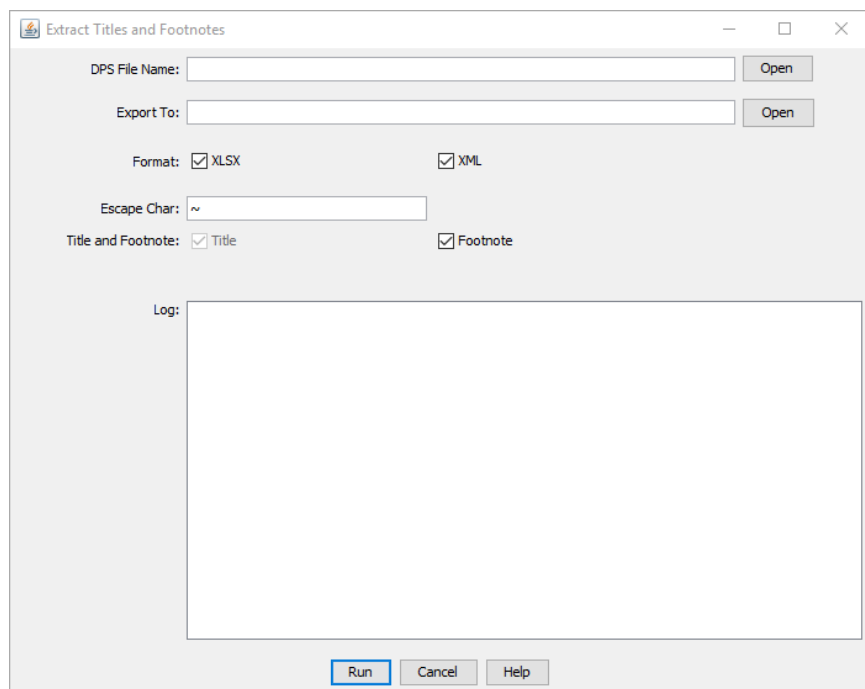 Extract Titles and Footnotes
DPS File Name: Open
Export To: Open
Format: XLSX XML
Escape Char: ~
Title and Footnote: Title Footnote
Log:
Run Cancel Help